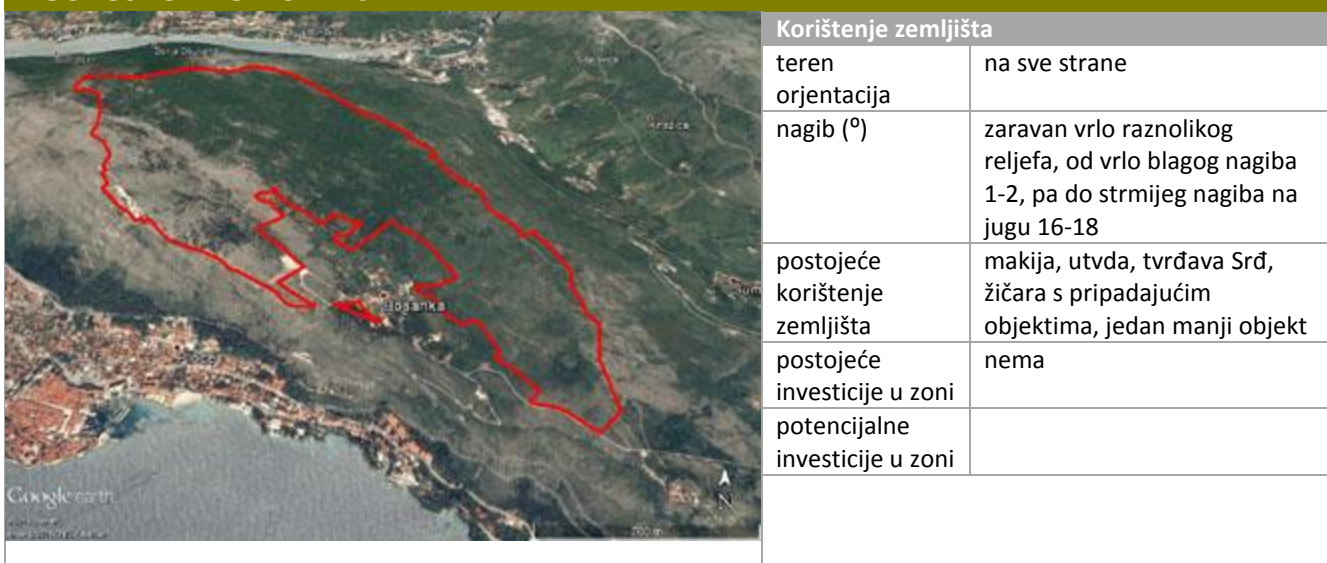 Korištenje zemljišta
teren
orjentacija
na sve strane
nagib (⁰)
zaravan vrlo raznolikog
reljefa, od vrlo blagog nagiba
1-2, pa do strmijeg nagiba na
jugu 16-18
postojeće
korištenje
zemljišta
makija, utvda, tvrđava Srđ,
žičara s pripadajućim
objektima, jedan manji objekt
postojeće
investicije u zoni
nema
potencijalne
investicije u zoni
Bosanka
Google earth
N
700 m